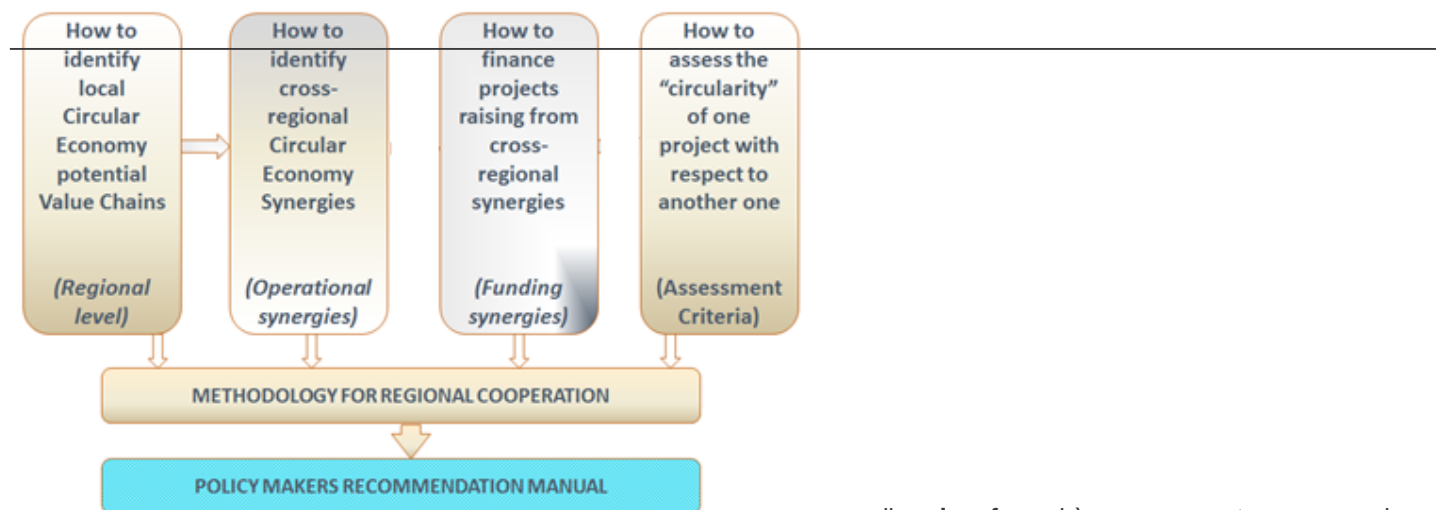 How to
identify
local
Circular
Economy
potential
Value Chains
(Regional
level)
How to
identify
cross-
regional
Circular
Economy
Synergies
(Operational
synergies)
How to
finance
projects
raising from
cross-
regional
synergies
(Funding
synergies)
How to
assess the
“circularity”
of one
project with
respect to
another one
(Assessment
Criteria)
METHODOLOGY FOR REGIONAL COOPERATION
POLICY MAKERS RECOMMENDATION MANUAL